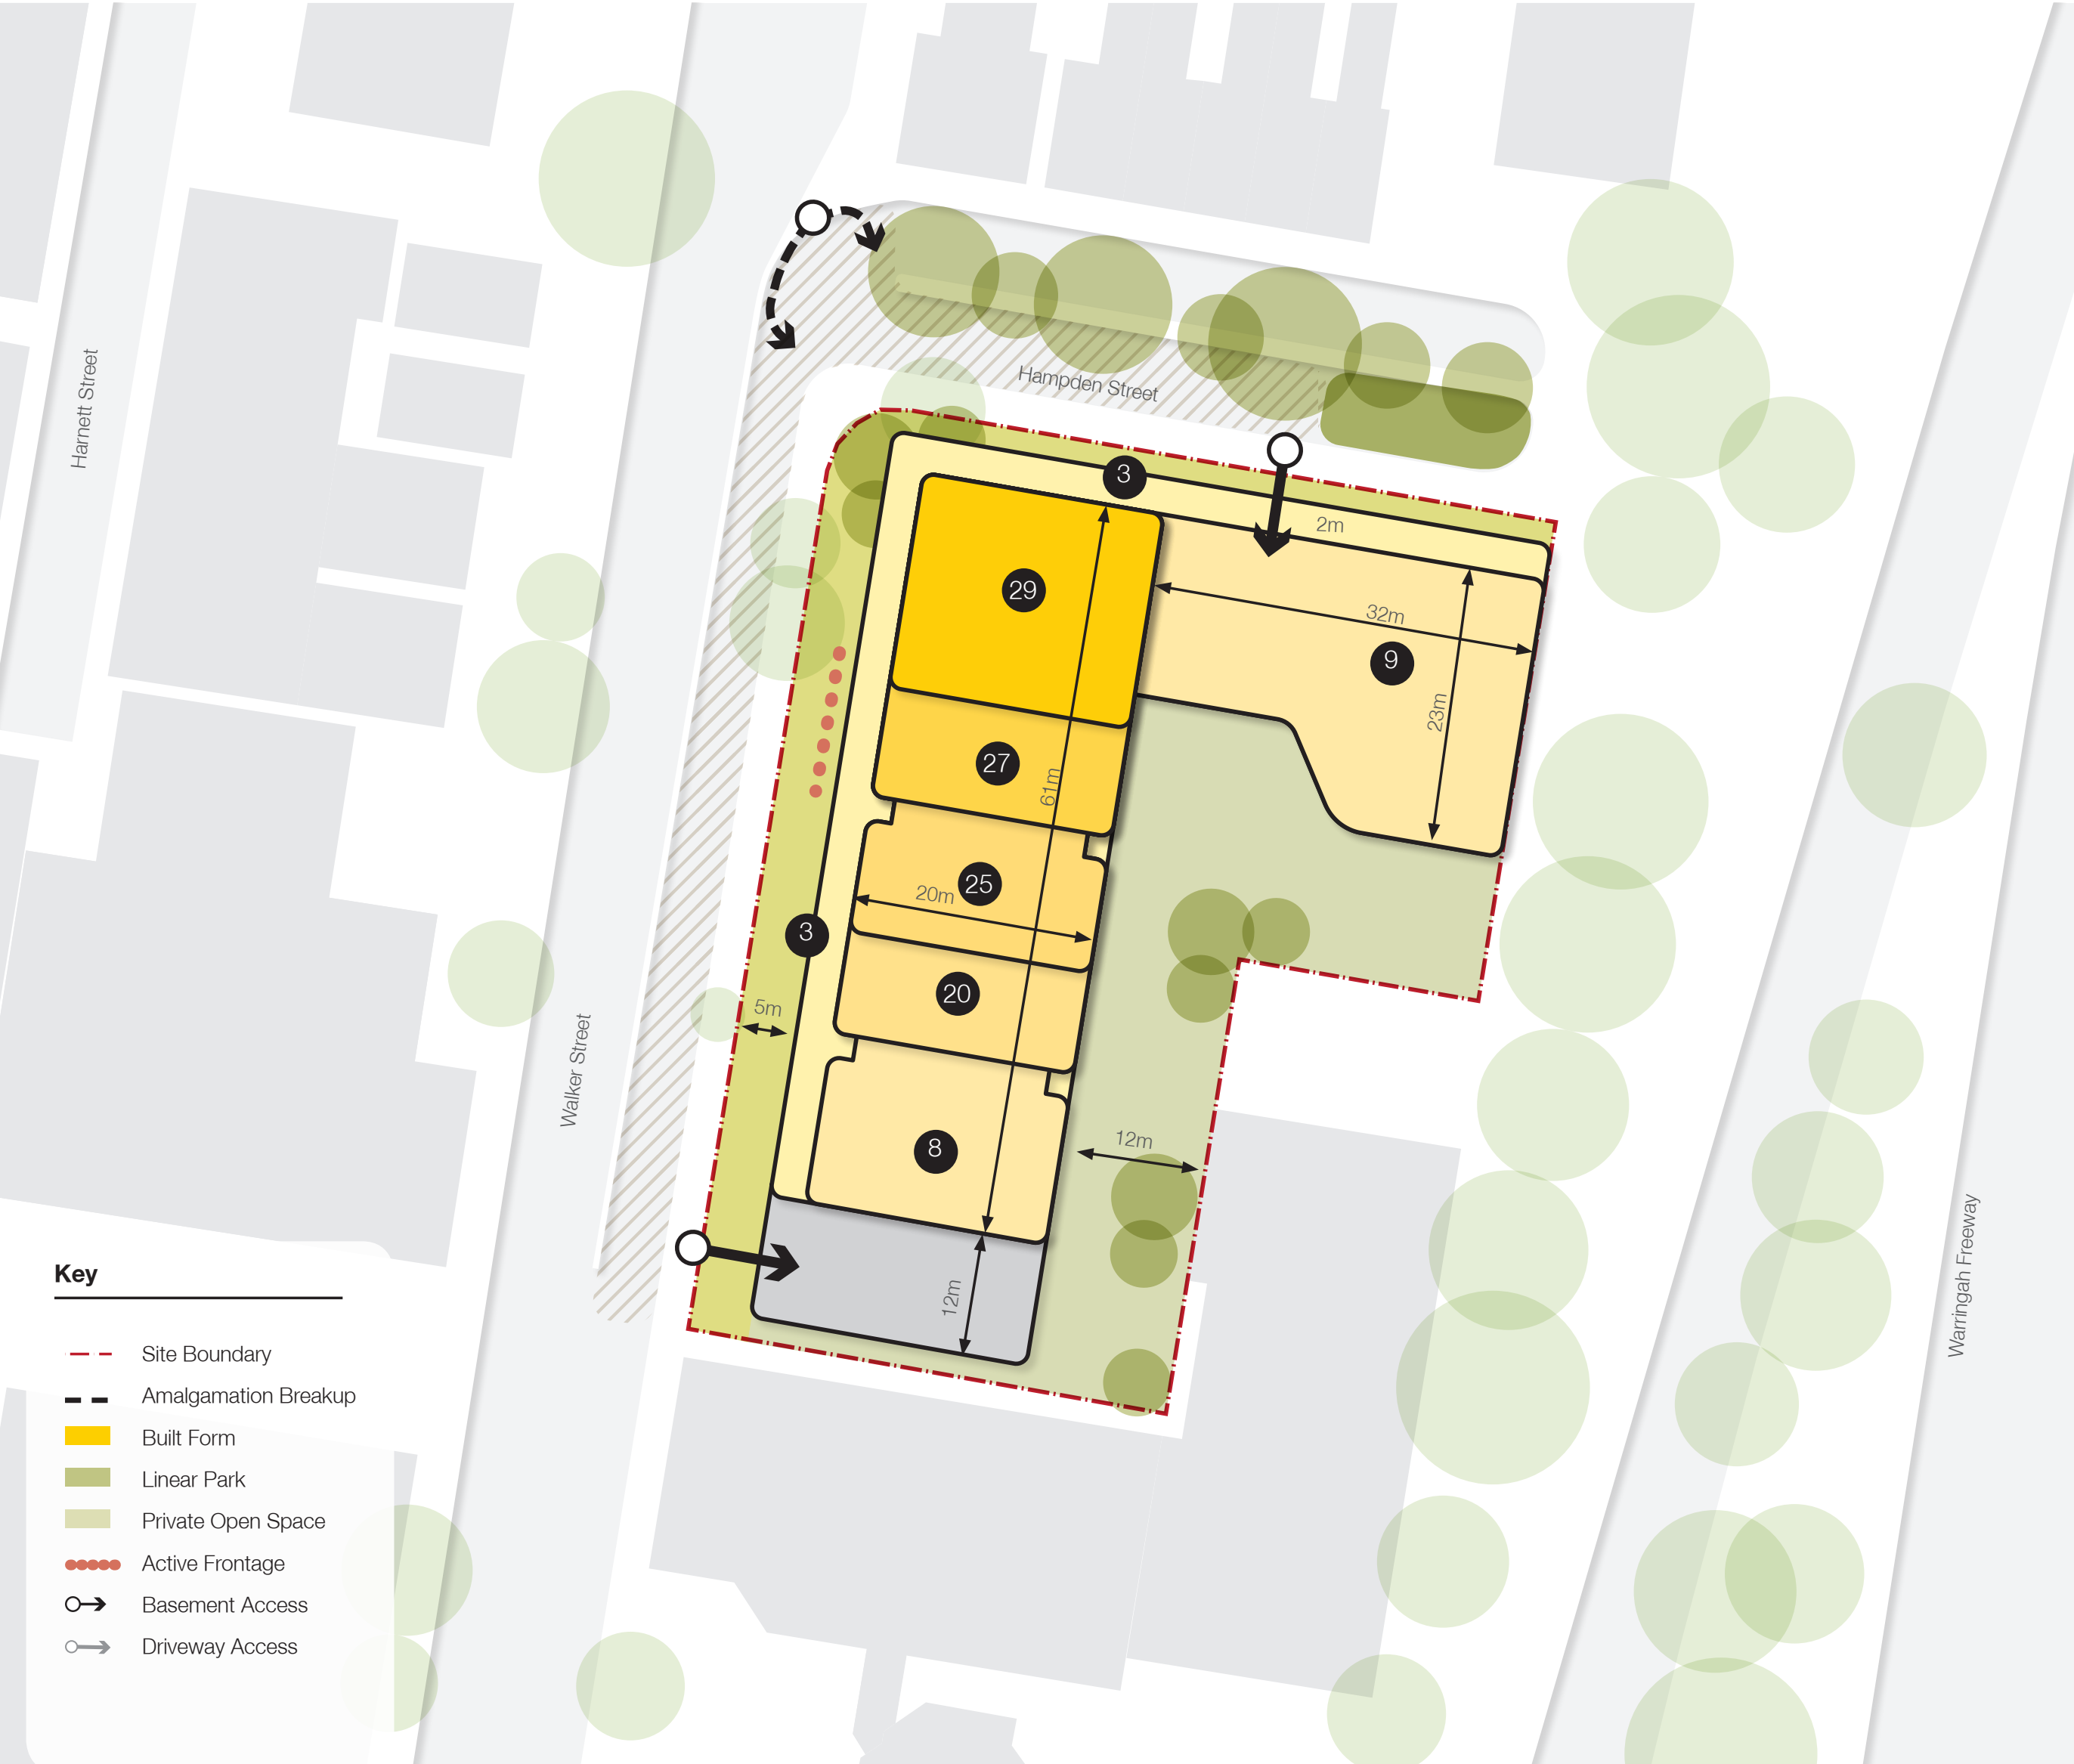 Harnett Street
Hampden Street
3
2m
29
32m
9
23m
27
61m
25
20m
3
20
5m
Walker Street
12m
8
12m
Warringah Freeway
Key
Site Boundary
Amalgamation Breakup
Built Form
Linear Park
Private Open Space
Active Frontage
Basement Access
Driveway Access